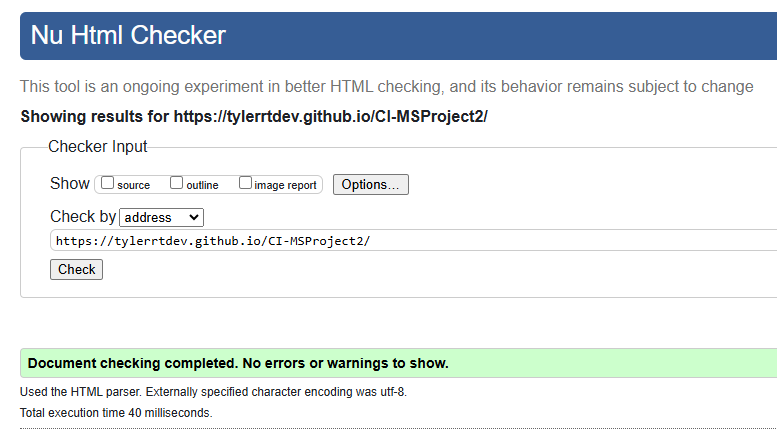 Nu Html Checker
This tool is an ongoing experiment in better HTML checking, and its behavior remains subject to change
Showing results for https://tylerrtdev.github.io/CI-MSProject2/
Checker Input
Show source outline image report Options...
Check by address
https://tylerrtdev.github.io/CI-MSProject2/
Check
Document checking completed. No errors or warnings to show.
Used the HTML parser. Externally specified character encoding was utf-8.
Total execution time 40 milliseconds.